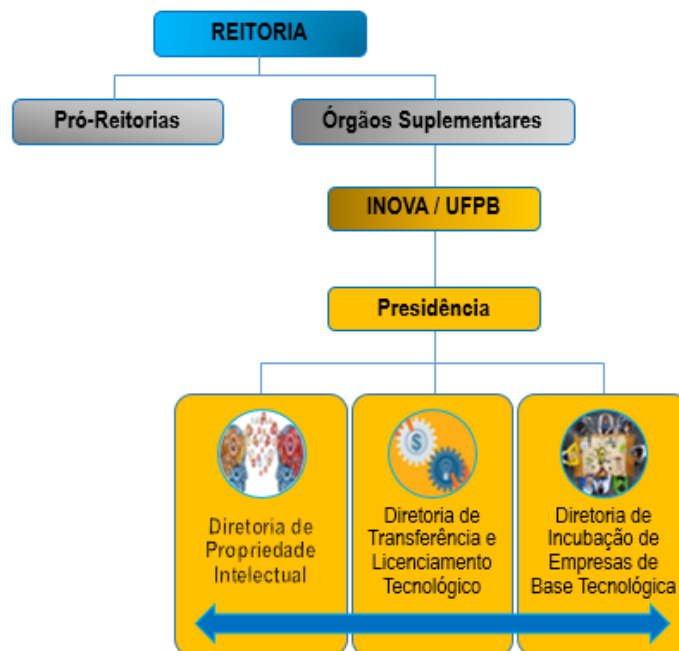 REITORIA
Pró-Reitorias
Órgãos Suplementares
INOVA / UFPB
Presidência
Diretoria de
Propriedade
Intelectual
Diretoria de
Transferência e
Licenciamento
Tecnológico
Diretoria de
Incubação de
Empresas de
Base Tecnológica